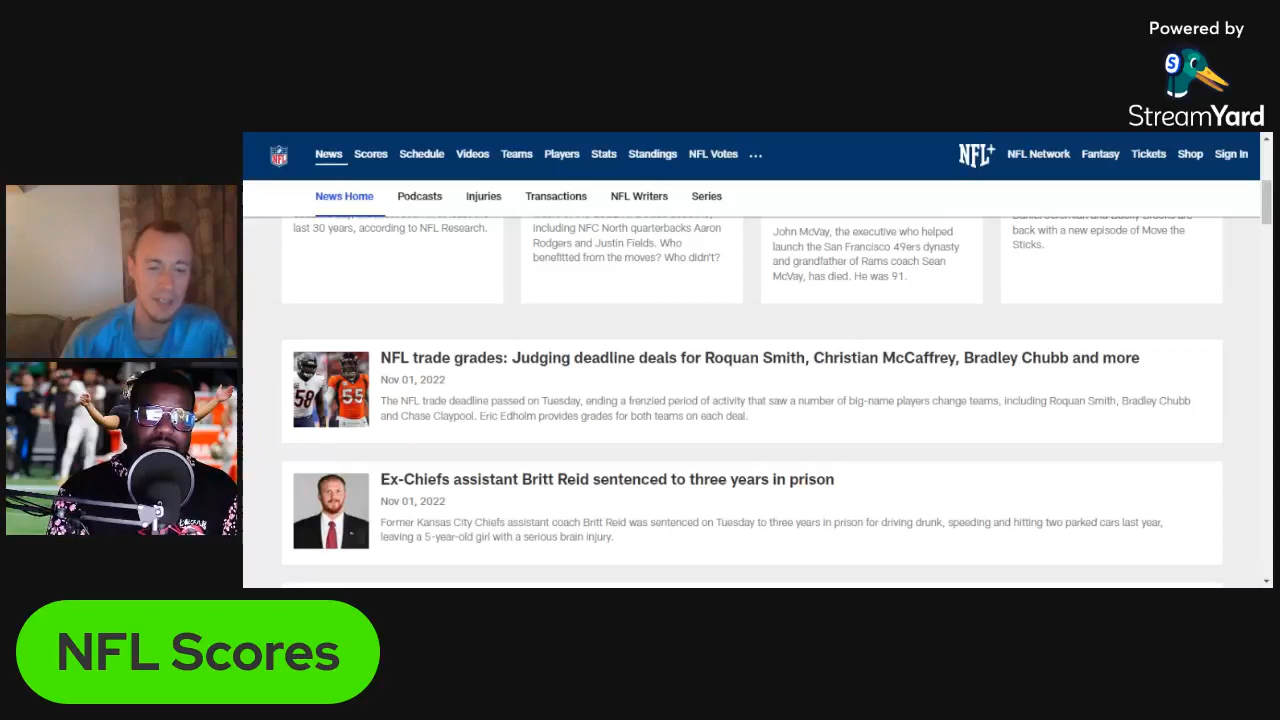 Powered by
StreamYard
NFL
News Scores Schedule Videos Teams Players Stats Standings NFL Votes ... NFL+ NFL Network Fantasy Tickets Shop Sign In
News Home Podcasts Injuries Transactions NFL Writers Series
last 30 years, according to NFL Research.
including NFC North quarterbacks Aaron
Rodgers and Justin Fields. Who
benefitted from the moves? Who didn't?
John McVay, the executive who helped
launch the San Francisco 49ers dynasty
and grandfather of Rams coach Sean
McVay, has died. He was 91.
Daniel Jeremiah and Bucky Brooks are
back with a new episode of Move the
Sticks.
NFL trade grades: Judging deadline deals for Roquan Smith, Christian McCaffrey, Bradley Chubb and more
Nov 01, 2022
The NFL trade deadline passed on Tuesday, ending a frenzied period of activity that saw a number of big-name players change teams, including Roquan Smith, Bradley Chubb
and Chase Claypool. Eric Edholm provides grades for both teams on each deal.
58
55
Ex-Chiefs assistant Britt Reid sentenced to three years in prison
Nov 01, 2022
Former Kansas City Chiefs assistant coach Britt Reid was sentenced on Tuesday to three years in prison for driving drunk, speeding and hitting two parked cars last year,
leaving a 5-year-old girl with a serious brain injury.
NFL Scores